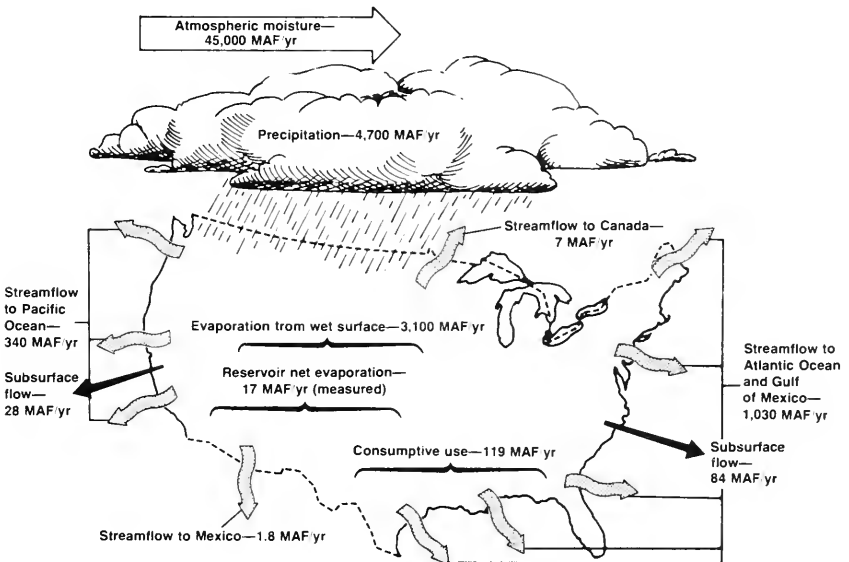 Atmospheric moisture—
45,000 MAF/yr
Precipitation—4,700 MAF/yr
Streamflow to Canada—
7 MAF/yr
Streamflow
to Pacific
Ocean—
340 MAF/yr
Evaporation from wet surface—3,100 MAF/yr
Reservoir net evaporation—
17 MAF/yr (measured)
Subsurface
flow—
28 MAF/yr
Streamflow to
Atlantic Ocean
and Gulf
of Mexico—
1,030 MAF/yr
Consumptive use—119 MAF yr
Subsurface
flow—
84 MAF/yr
Streamflow to Mexico—1.8 MAF/yr